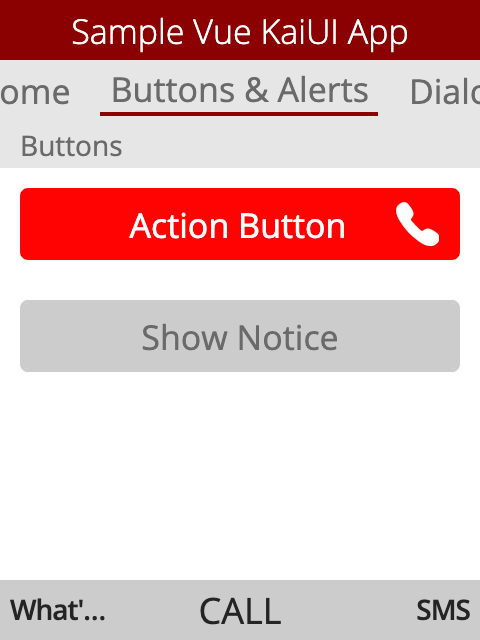 Sample Vue KaiUI App
ome Buttons & Alerts Dialo
Buttons
Action Button
Show Notice
What'... CALL SMS